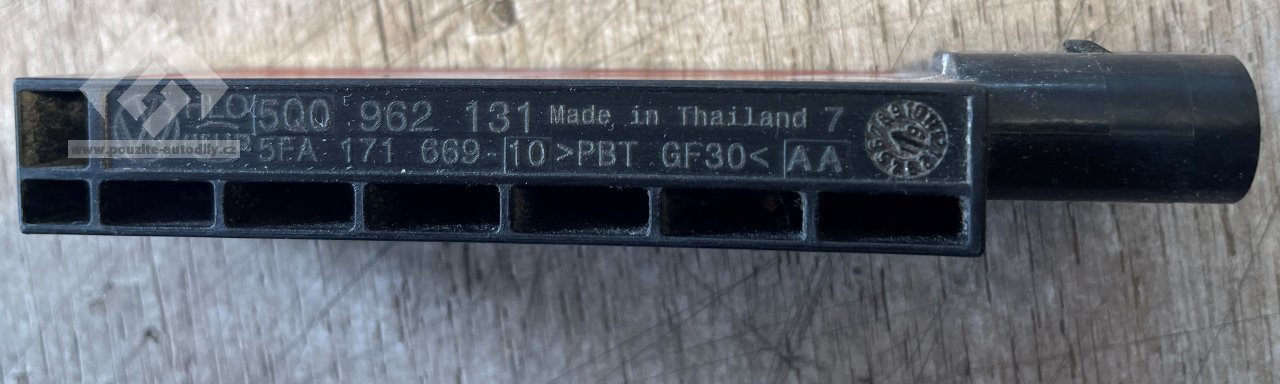 5Q0 962 131 Made in Thailand 7
5FA 171 669-10 >PBT GF30< AA
www.pouzite-autodily.cz